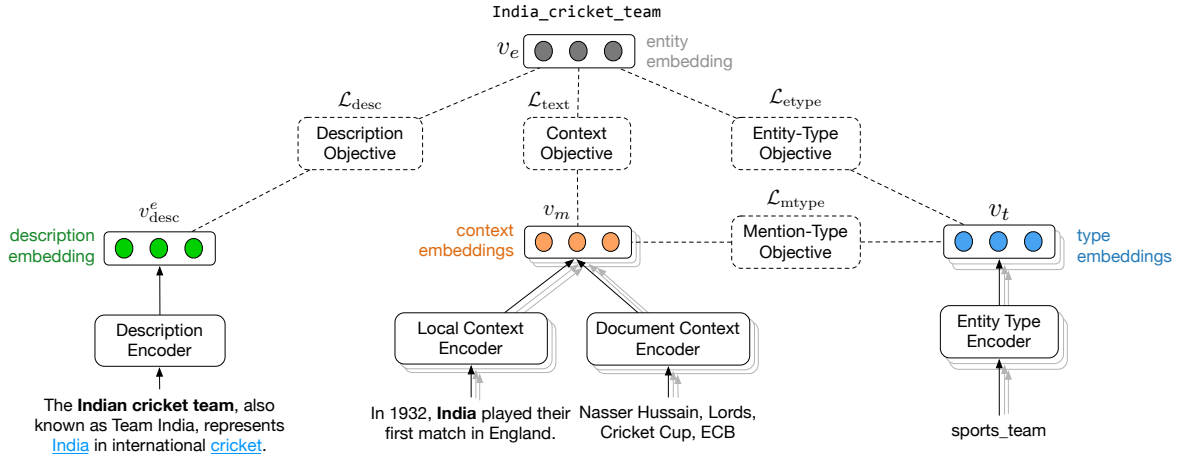 India_cricket_team
v_e
entity
embedding
L_desc
L_text
L_etype
Description
Objective
Context
Objective
Entity-Type
Objective
v^e_desc
v_m
L_mtype
v_t
description
embedding
context
embeddings
Mention-Type
Objective
type
embeddings
Description
Encoder
Local Context
Encoder
Document Context
Encoder
Entity Type
Encoder
The Indian cricket team, also
known as Team India, represents
India in international cricket.
In 1932, India played their
first match in England.
Nasser Hussain, Lords,
Cricket Cup, ECB
sports_team